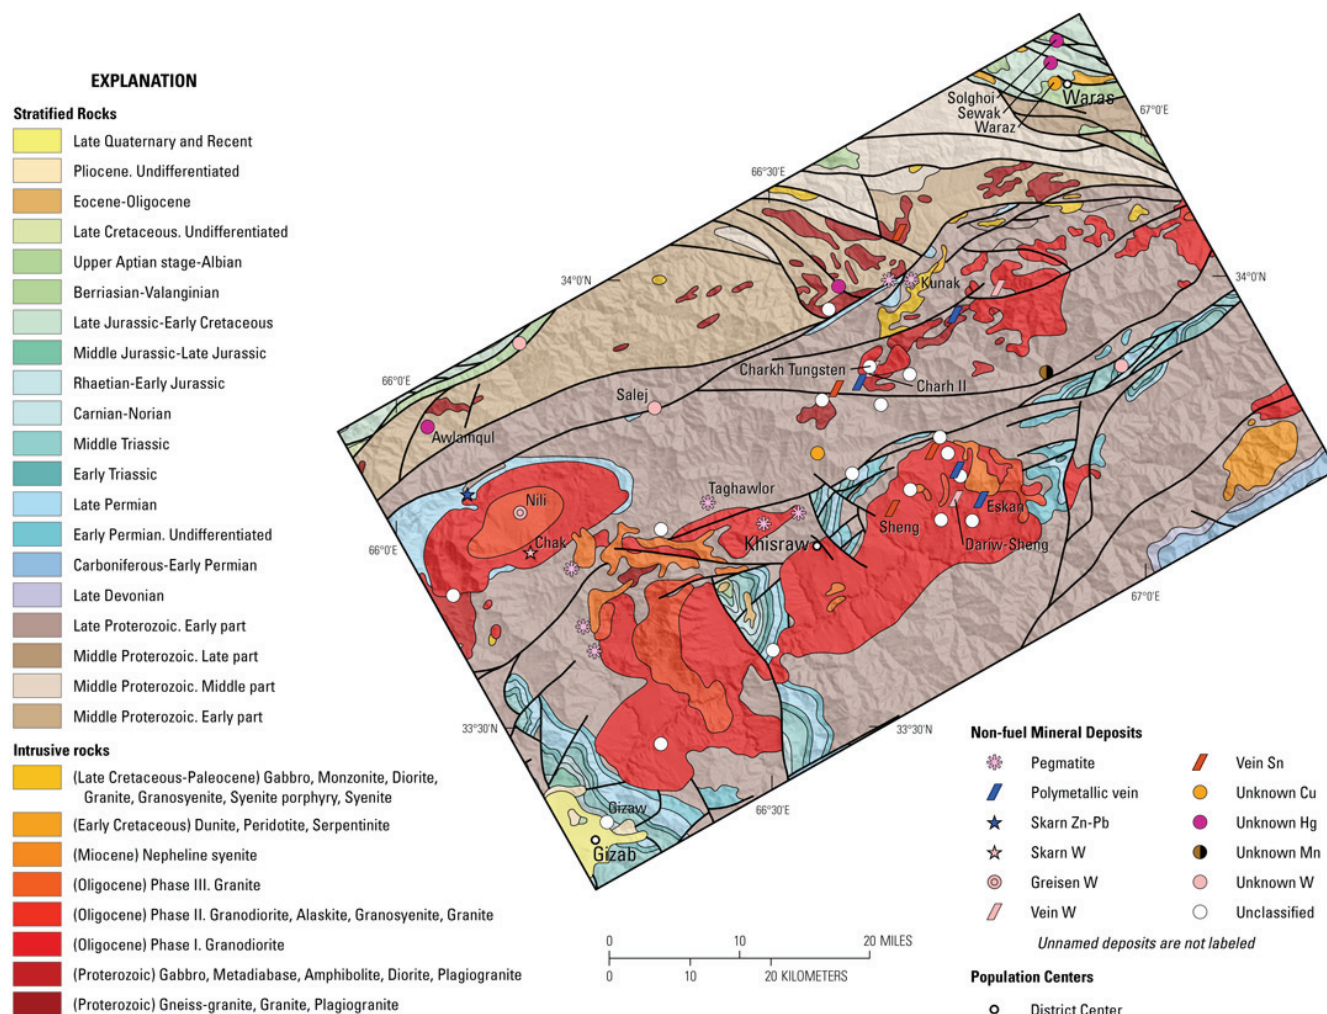 EXPLANATION
Stratified Rocks
Late Quaternary and Recent
Pliocene. Undifferentiated
Eocene-Oligocene
Late Cretaceous. Undifferentiated
Upper Aptian stage-Albian
Berriasian-Valanginian
Late Jurassic-Early Cretaceous
Middle Jurassic-Late Jurassic
Rhaetian-Early Jurassic
Carnian-Norian
Middle Triassic
Early Triassic
Late Permian
Early Permian. Undifferentiated
Carboniferous-Early Permian
Late Devonian
Late Proterozoic. Early part
Middle Proterozoic. Late part
Middle Proterozoic. Middle part
Middle Proterozoic. Early part
Intrusive rocks
(Late Cretaceous-Paleocene) Gabbro, Monzonite, Diorite,
Granite, Granosyenite, Syenite porphyry, Syenite
(Early Cretaceous) Dunite, Peridotite, Serpentinite
(Miocene) Nepheline syenite
(Oligocene) Phase III. Granite
(Oligocene) Phase II. Granodiorite, Alaskite, Granosyenite, Granite
(Oligocene) Phase I. Granodiorite
(Proterozoic) Gabbro, Metadiabase, Amphibolite, Diorite, Plagiogranite
(Proterozoic) Gneiss-granite, Granite, Plagiogranite
Solghoi
Sewak
Waraz
Waras
67°0'E
66°30'E
34°0'N
34°0'N
Kunak
66°0'E
Charkh Tungsten
Charh II
Salej
Awlamqul
Nili
Taghawlor
Sheng
Eskan
Chak
Khisraw
Dariw-Sheng
66°0'E
67°0'E
33°30'N
33°30'N
66°30'E
Gizaw
Gizab
0 10 20 MILES
0 10 20 KILOMETERS
Non-fuel Mineral Deposits
Pegmatite
Polymetallic vein
Skarn Zn-Pb
Skarn W
Greisen W
Vein W
Vein Sn
Unknown Cu
Unknown Hg
Unknown Mn
Unknown W
Unclassified
Unnamed deposits are not labeled
Population Centers
District Center